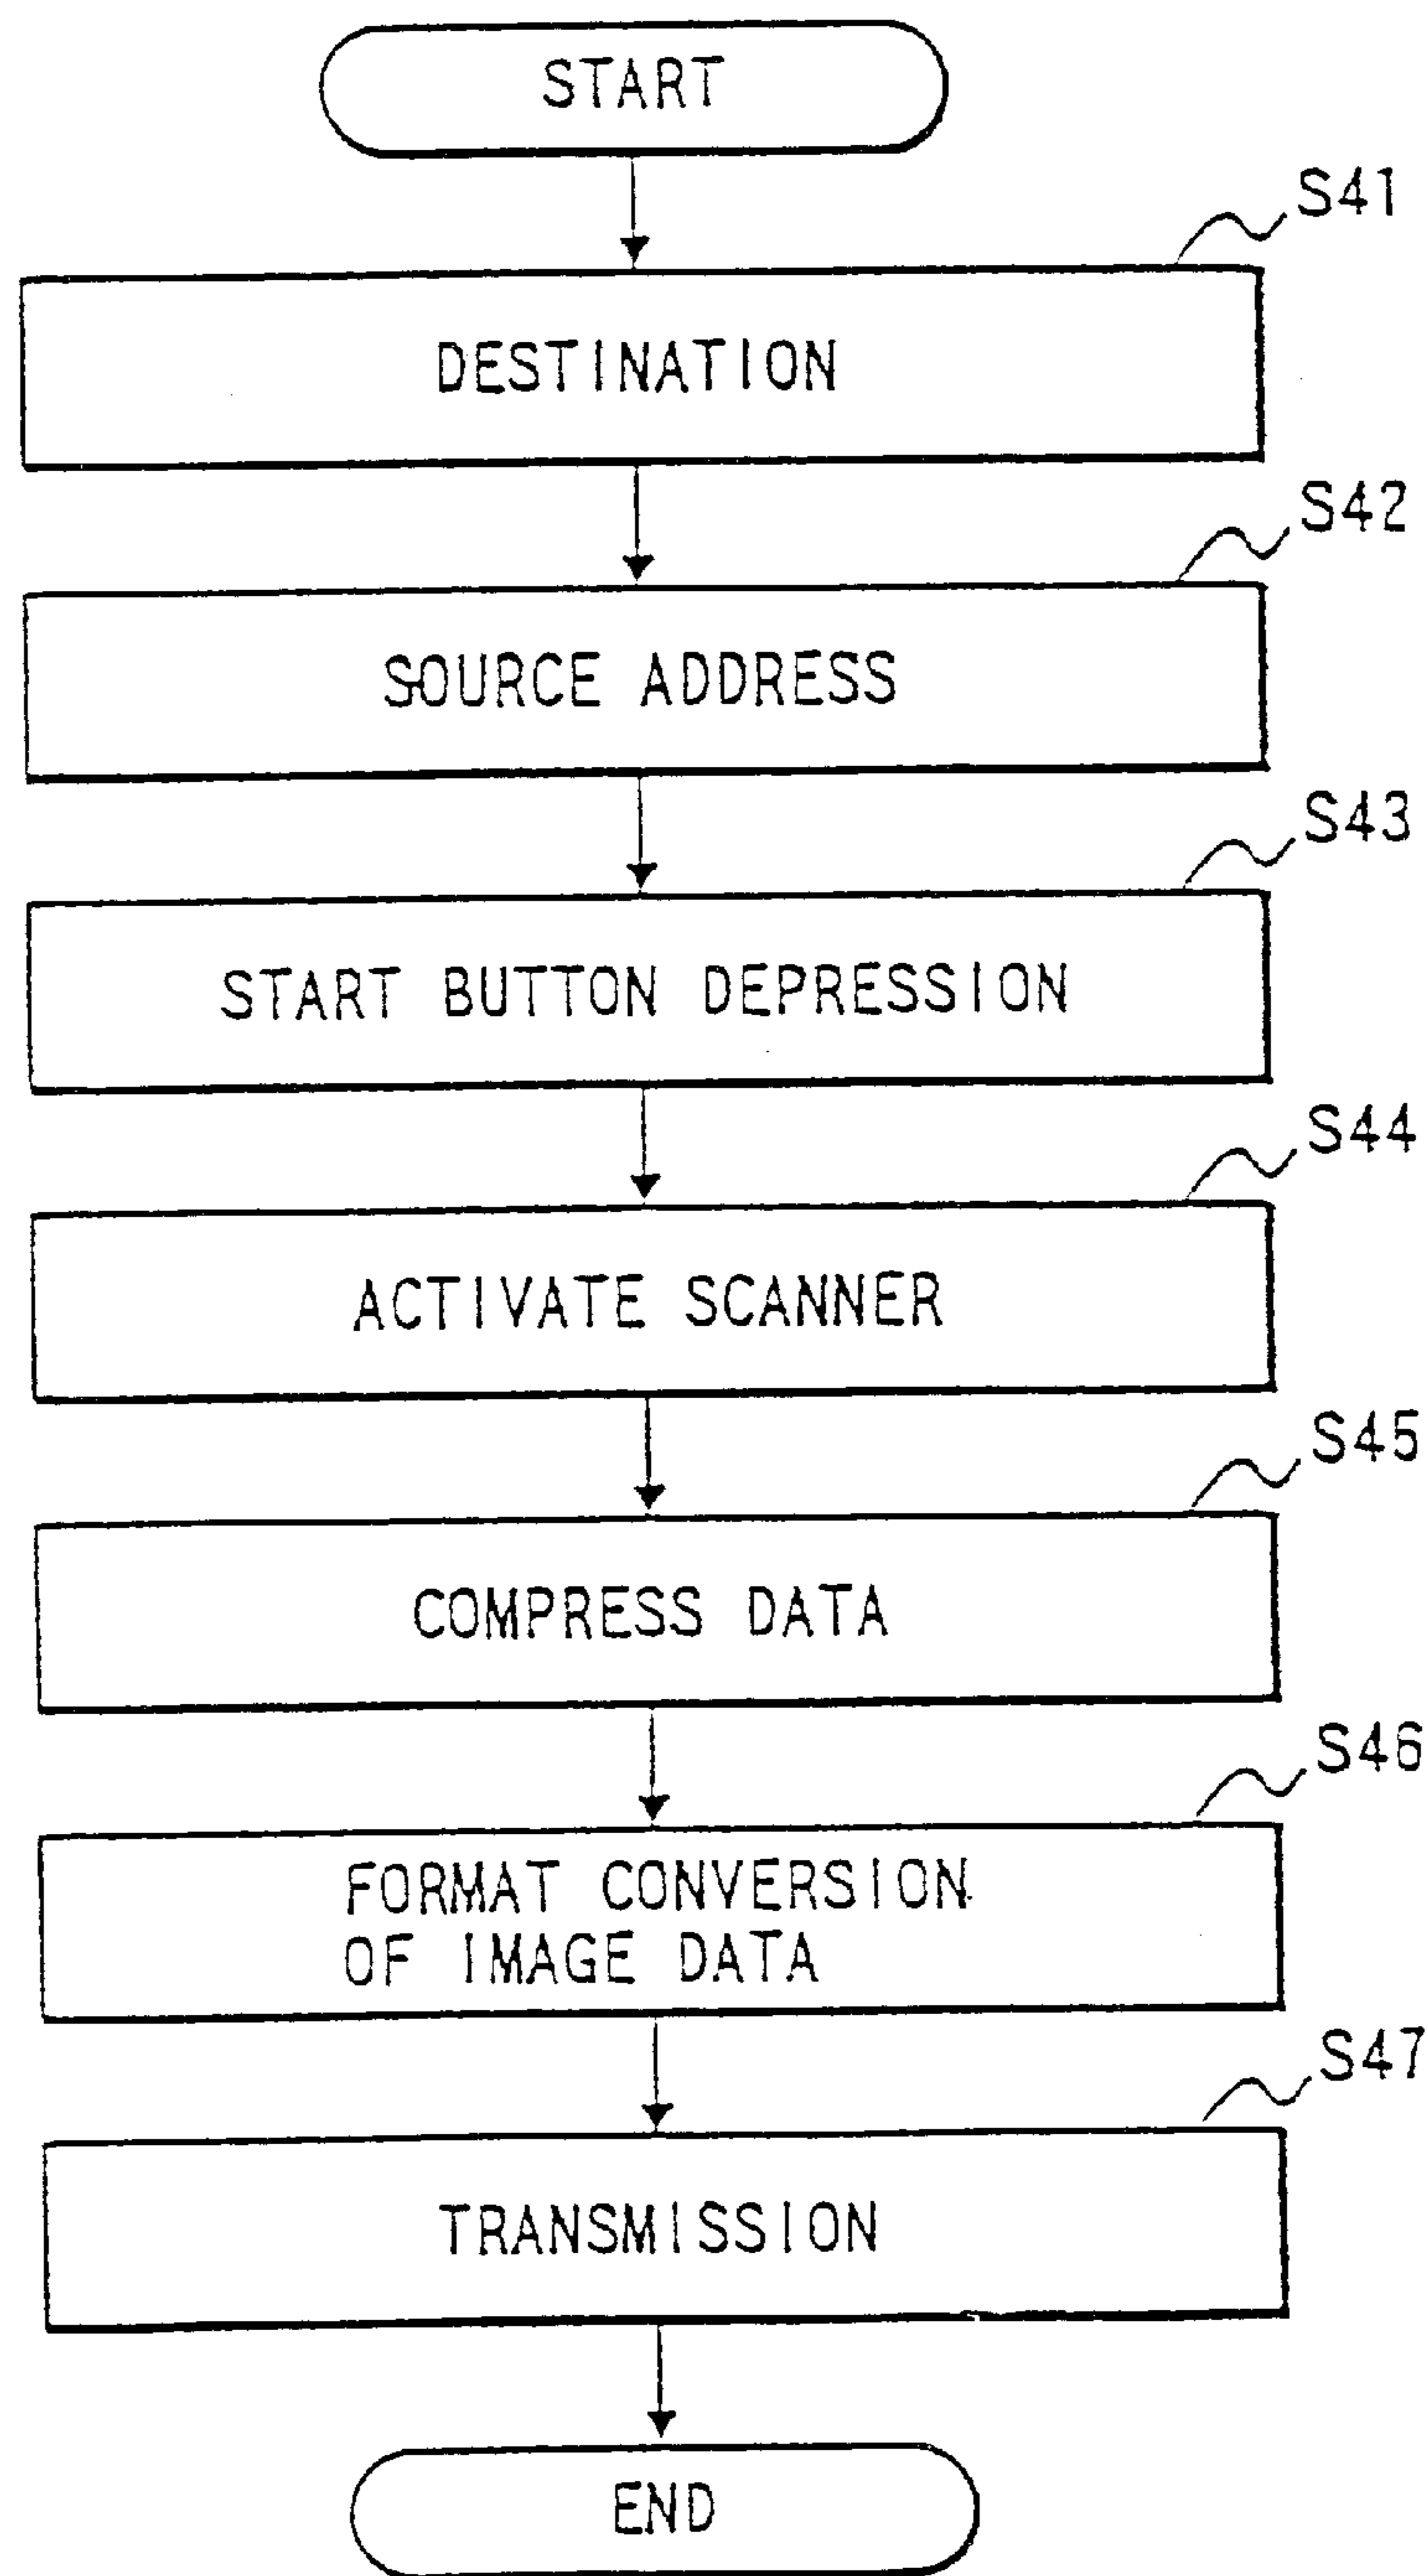 START
S41
DESTINATION
S42
SOURCE ADDRESS
S43
START BUTTON DEPRESSION
S44
ACTIVATE SCANNER
S45
COMPRESS DATA
S46
FORMAT CONVERSION
OF IMAGE DATA
S47
TRANSMISSION
END